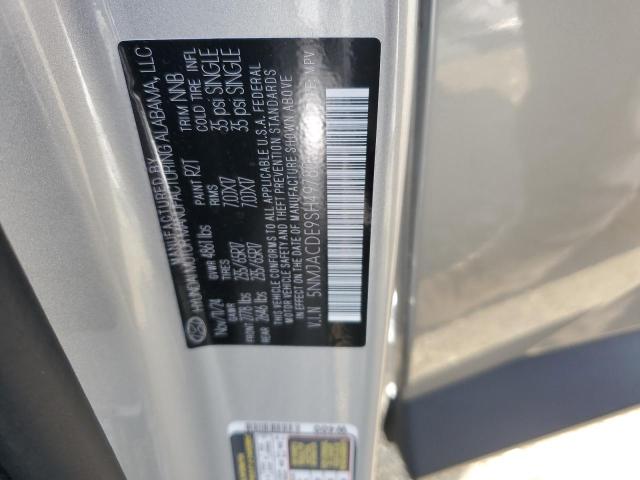 MANUFACTURED BY
HYUNDAI MOTOR MANUFACTURING ALABAMA, LLC
Nov/11/24 PAINT R2T TRIM NNB
GVWR 4861 lbs
GAWR TIRES RIMS COLD TIRE INFL
FRONT 2778 lbs 235/65R17 7.0JX17 35 psi SINGLE
REAR 2646 lbs 235/65R17 7.0JX17 35 psi SINGLE
THIS VEHICLE CONFORMS TO ALL APPLICABLE U.S.A. FEDERAL
MOTOR VEHICLE SAFETY AND THEFT PREVENTION STANDARDS
IN EFFECT ON THE DATE OF MANUFACTURE SHOWN ABOVE
V.I.N MPV